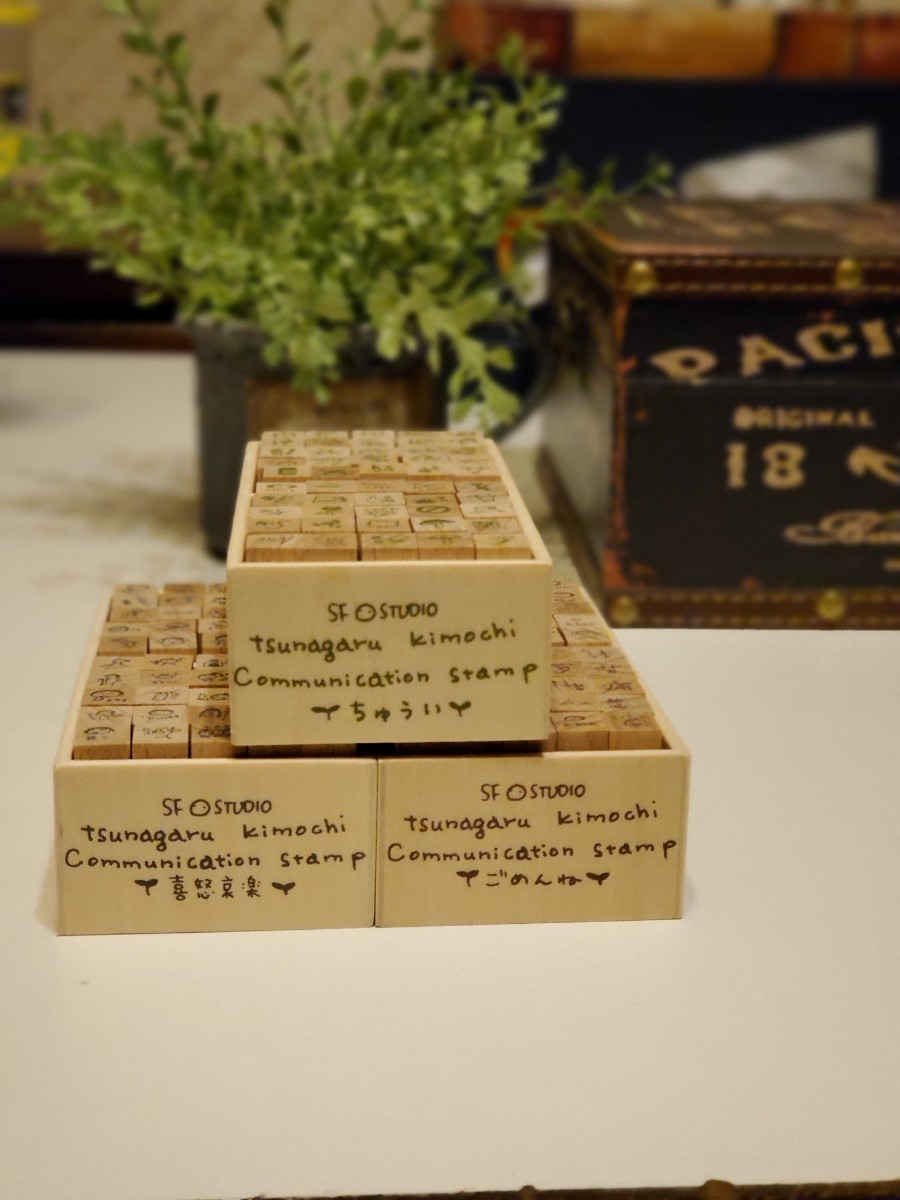 PACI
ORIGINAL
18
SF STUDIO
tsunagaru kimochi
Communication stamp
ちゅうい
SF STUDIO
tsunagaru kimochi
Communication stamp
喜怒哀楽
SF STUDIO
tsunagaru kimochi
Communication stamp
ごめんね